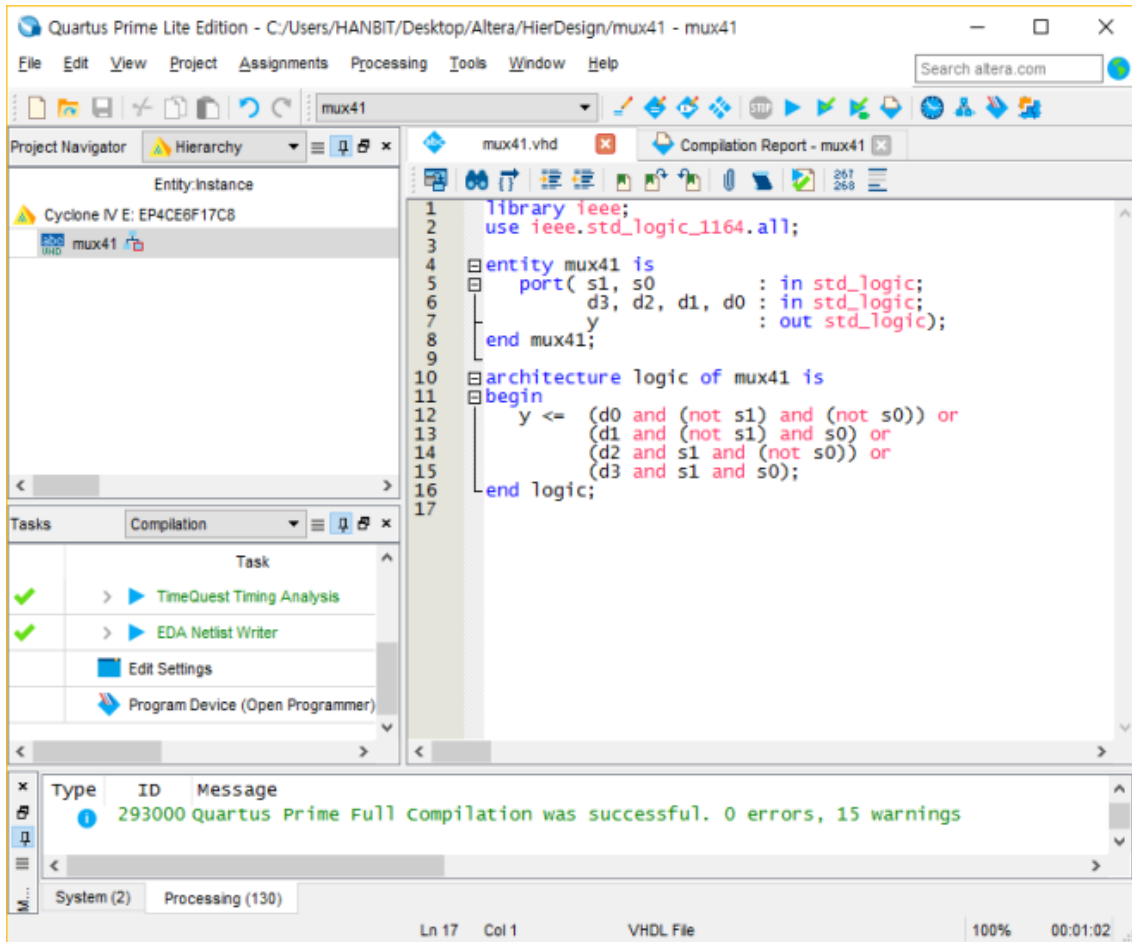 Quartus Prime Lite Edition - C:/Users/HANBIT/Desktop/Altera/HierDesign/mux41 - mux41
File Edit View Project Assignments Processing Tools Window Help
Search altera.com
mux41
STOP
Project Navigator Hierarchy
Entity:Instance
Cyclone IV E: EP4CE6F17C8
abc VHD mux41
Tasks Compilation
Task
TimeQuest Timing Analysis
EDA Netlist Writer
Edit Settings
Program Device (Open Programmer)
mux41.vhd Compilation Report - mux41
267
268
1 library ieee;
2 use ieee.std_logic_1164.all;
3
4 entity mux41 is
5 port( s1, s0 : in std_logic;
6 d3, d2, d1, d0 : in std_logic;
7 y : out std_logic);
8 end mux41;
9
10 architecture logic of mux41 is
11 begin
12 y <= (d0 and (not s1) and (not s0)) or
13 (d1 and (not s1) and s0) or
14 (d2 and s1 and (not s0)) or
15 (d3 and s1 and s0);
16 end logic;
17
Type ID Message
293000 Quartus Prime Full Compilation was successful. 0 errors, 15 warnings
System (2) Processing (130)
Ln 17 Col 1 VHDL File 100% 00:01:02